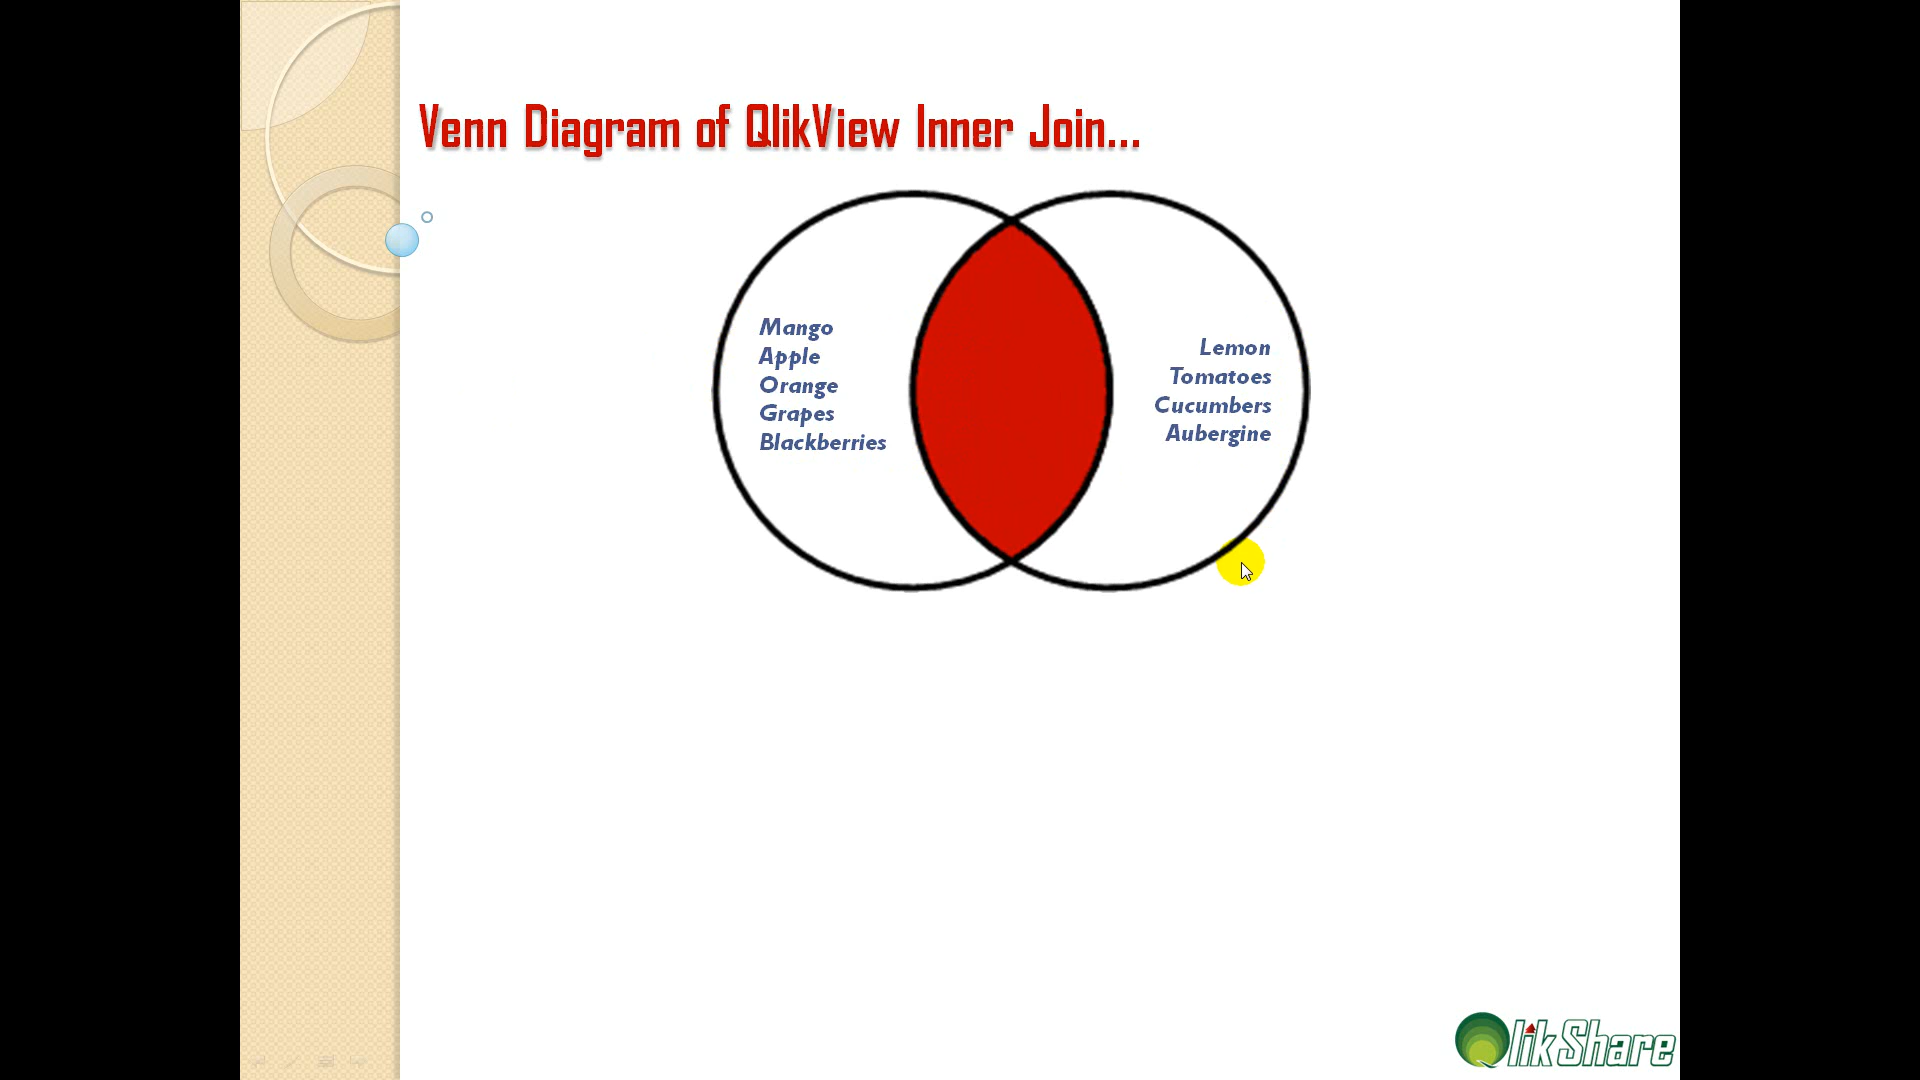 Venn Diagram of QlikView Inner Join...
Mango
Apple
Orange
Grapes
Blackberries
Lemon
Tomatoes
Cucumbers
Aubergine
QlikShare